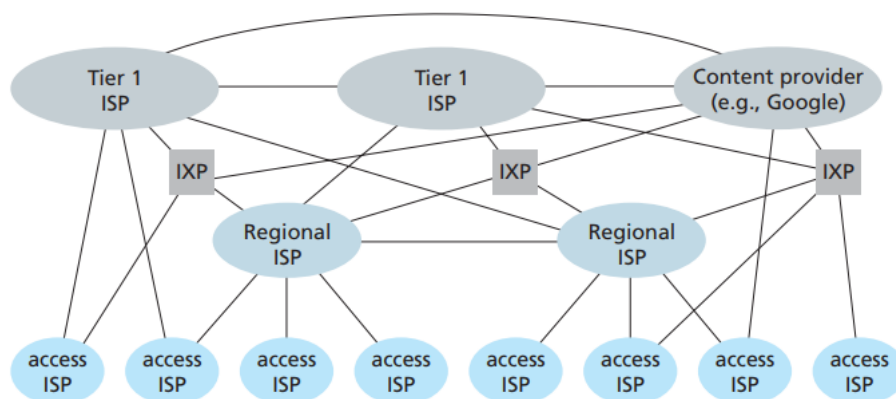 Tier 1
ISP
Tier 1
ISP
Content provider
(e.g., Google)
IXP
IXP
IXP
Regional
ISP
Regional
ISP
access
ISP
access
ISP
access
ISP
access
ISP
access
ISP
access
ISP
access
ISP
access
ISP